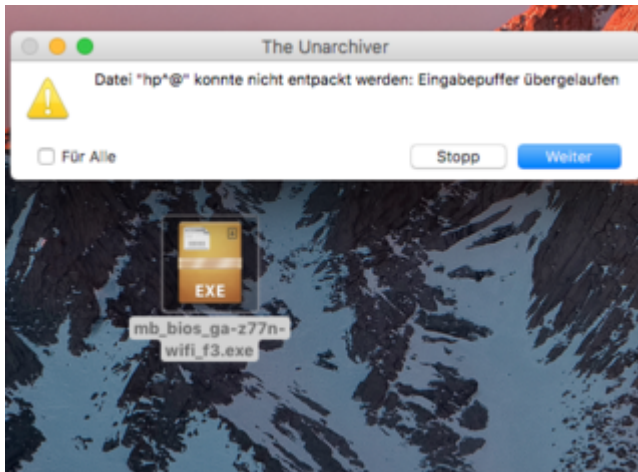 The Unarchiver
Datei "hp^@" konnte nicht entpackt werden: Eingabepuffer übergelaufen
Für Alle
Stopp
Weiter
EXE
mb_bios_ga-z77n-
wifi_f3.exe